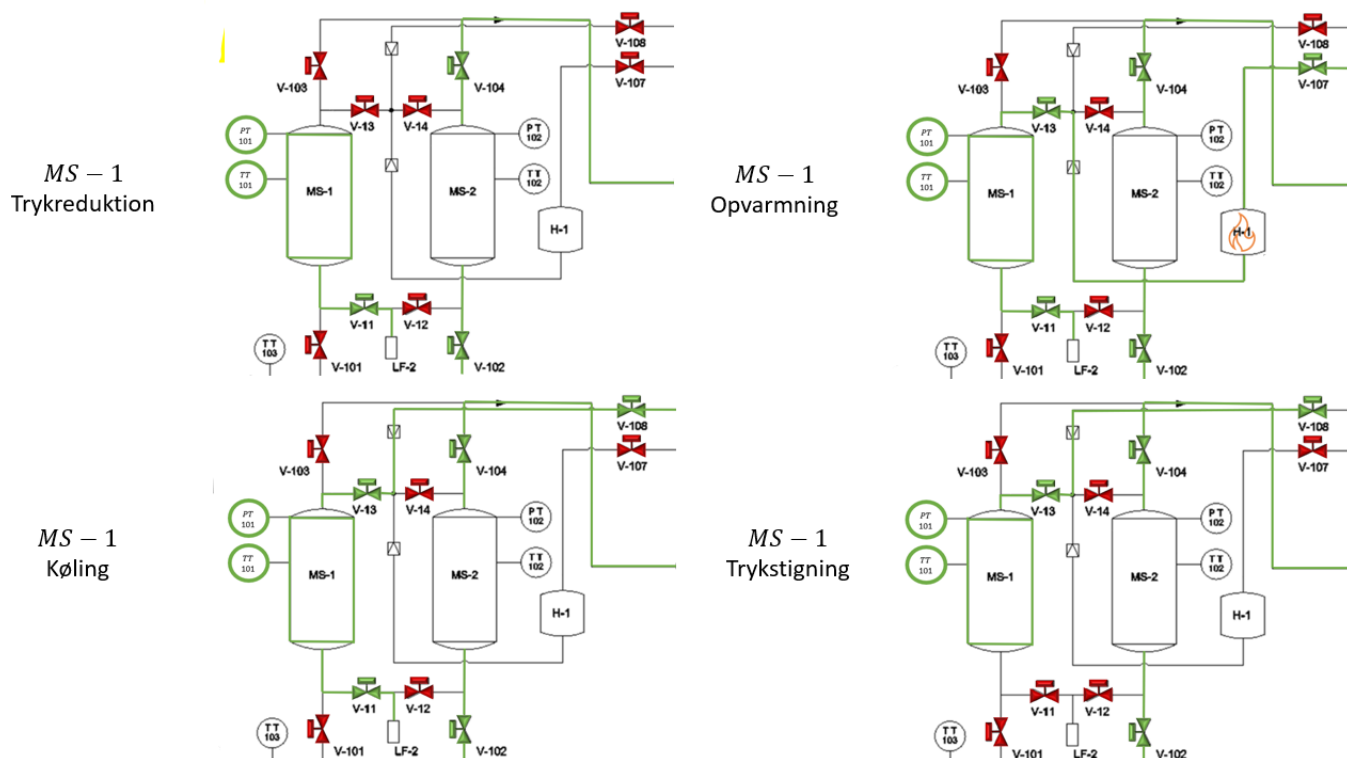 V-108
V-103
V-104
V-107
V-13
V-14
PT
101
PT
102
MS – 1
Trykreduktion
TT
101
MS-1
MS-2
TT
102
H-1
V-11
V-12
TT
103
V-101
LF-2
V-102
V-108
V-103
V-104
V-107
V-13
V-14
PT
101
PT
102
MS – 1
Opvarmning
TT
101
MS-1
MS-2
TT
102
H-1
V-11
V-12
TT
103
V-101
LF-2
V-102
V-108
V-103
V-104
V-107
V-13
V-14
PT
101
PT
102
MS – 1
Køling
TT
101
MS-1
MS-2
TT
102
H-1
V-11
V-12
TT
103
V-101
LF-2
V-102
V-108
V-103
V-104
V-107
V-13
V-14
PT
101
PT
102
MS – 1
Trykstigning
TT
101
MS-1
MS-2
TT
102
H-1
V-11
V-12
TT
103
V-101
LF-2
V-102